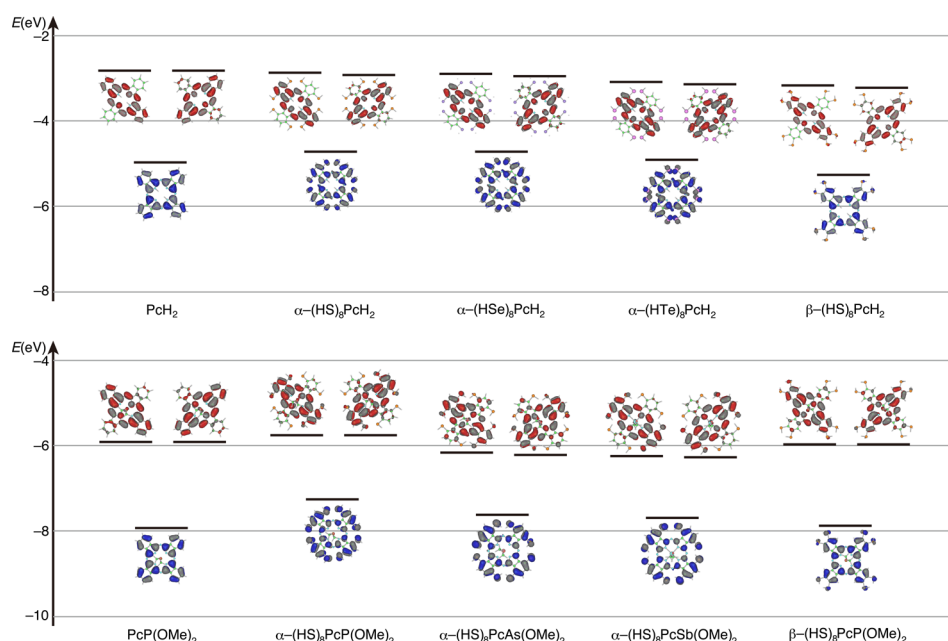 E(eV)
−2
−4
−6
−8
PcH₂
α–(HS)₈PcH₂
α–(HSe)₈PcH₂
α–(HTe)₈PcH₂
β–(HS)₈PcH₂
E(eV)
−4
−6
−8
−10
PcP(OMe)₂
α–(HS)₈PcP(OMe)₂
α–(HS)₈PcAs(OMe)₂
α–(HS)₈PcSb(OMe)₂
β–(HS)₈PcP(OMe)₂